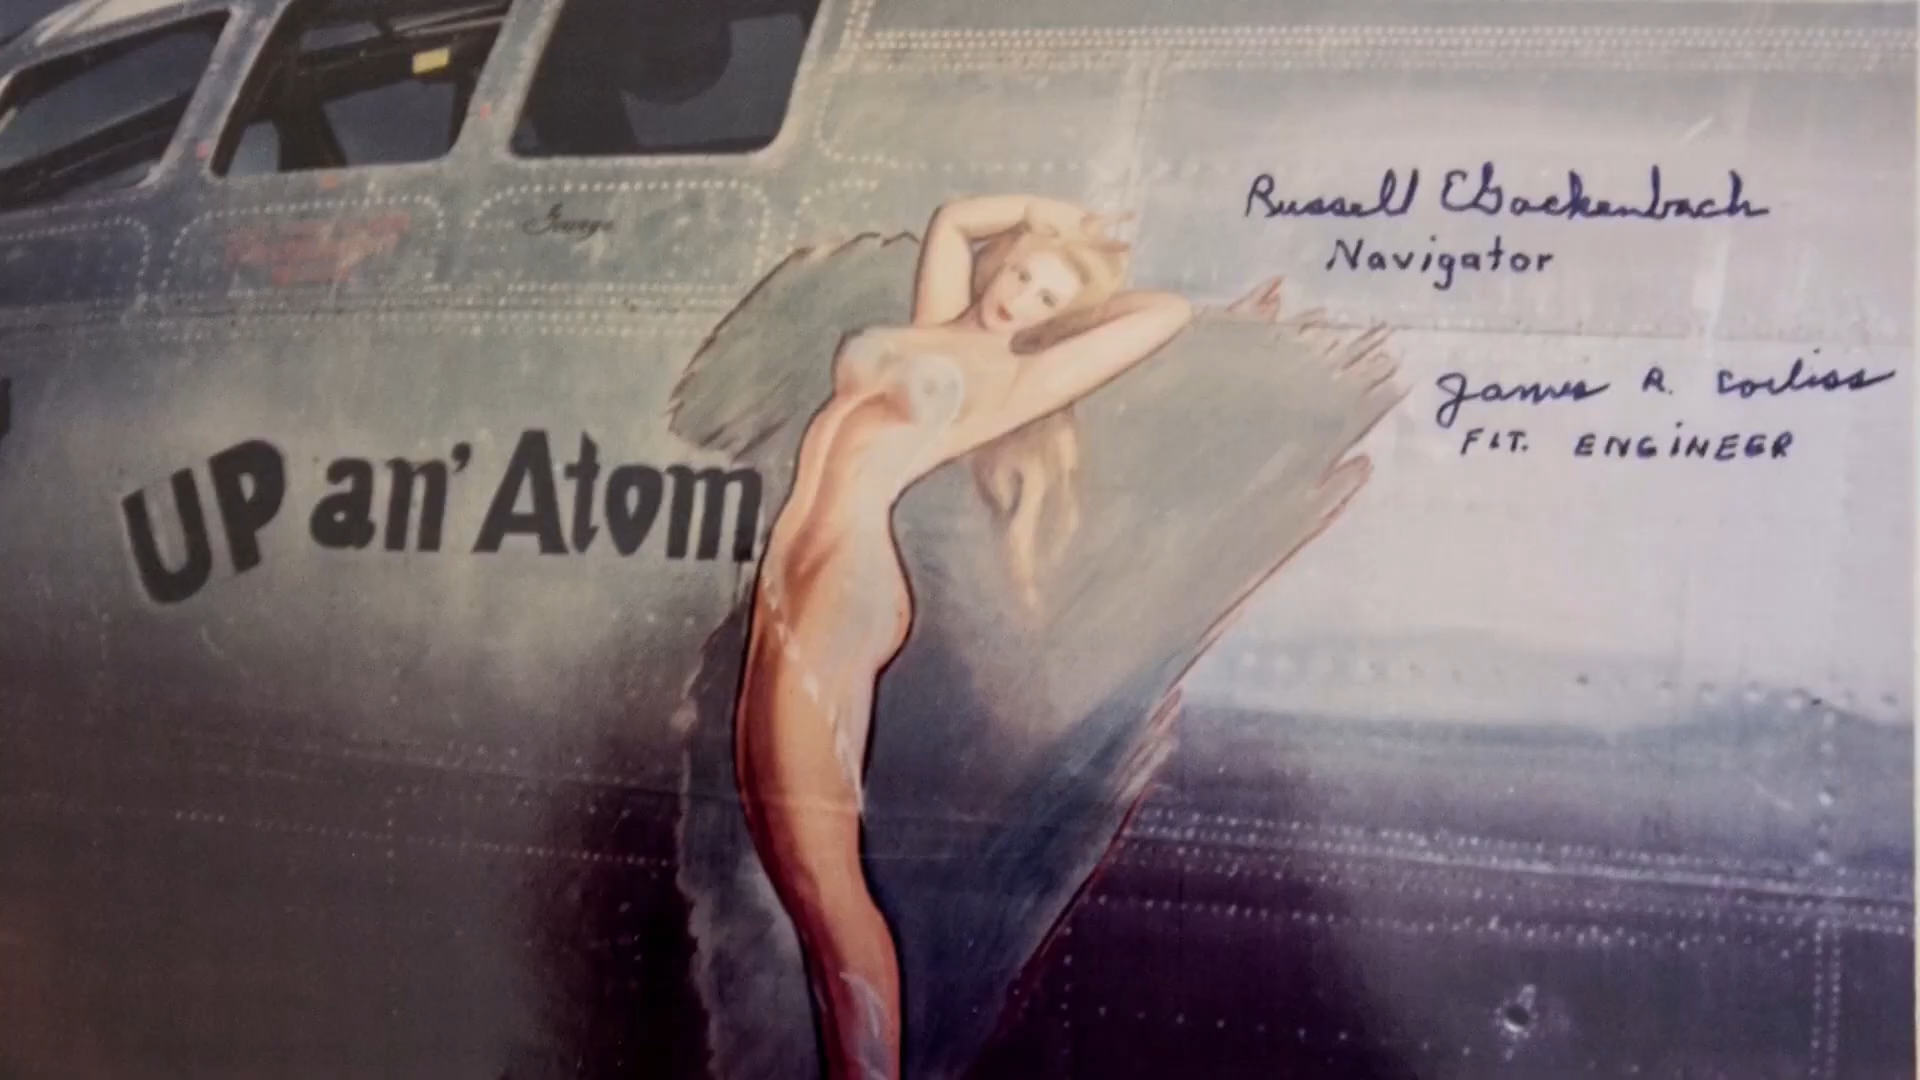 Russell E Gackenbach
Navigator
James R. Corliss
FLT. ENGINEER
UP an' Atom